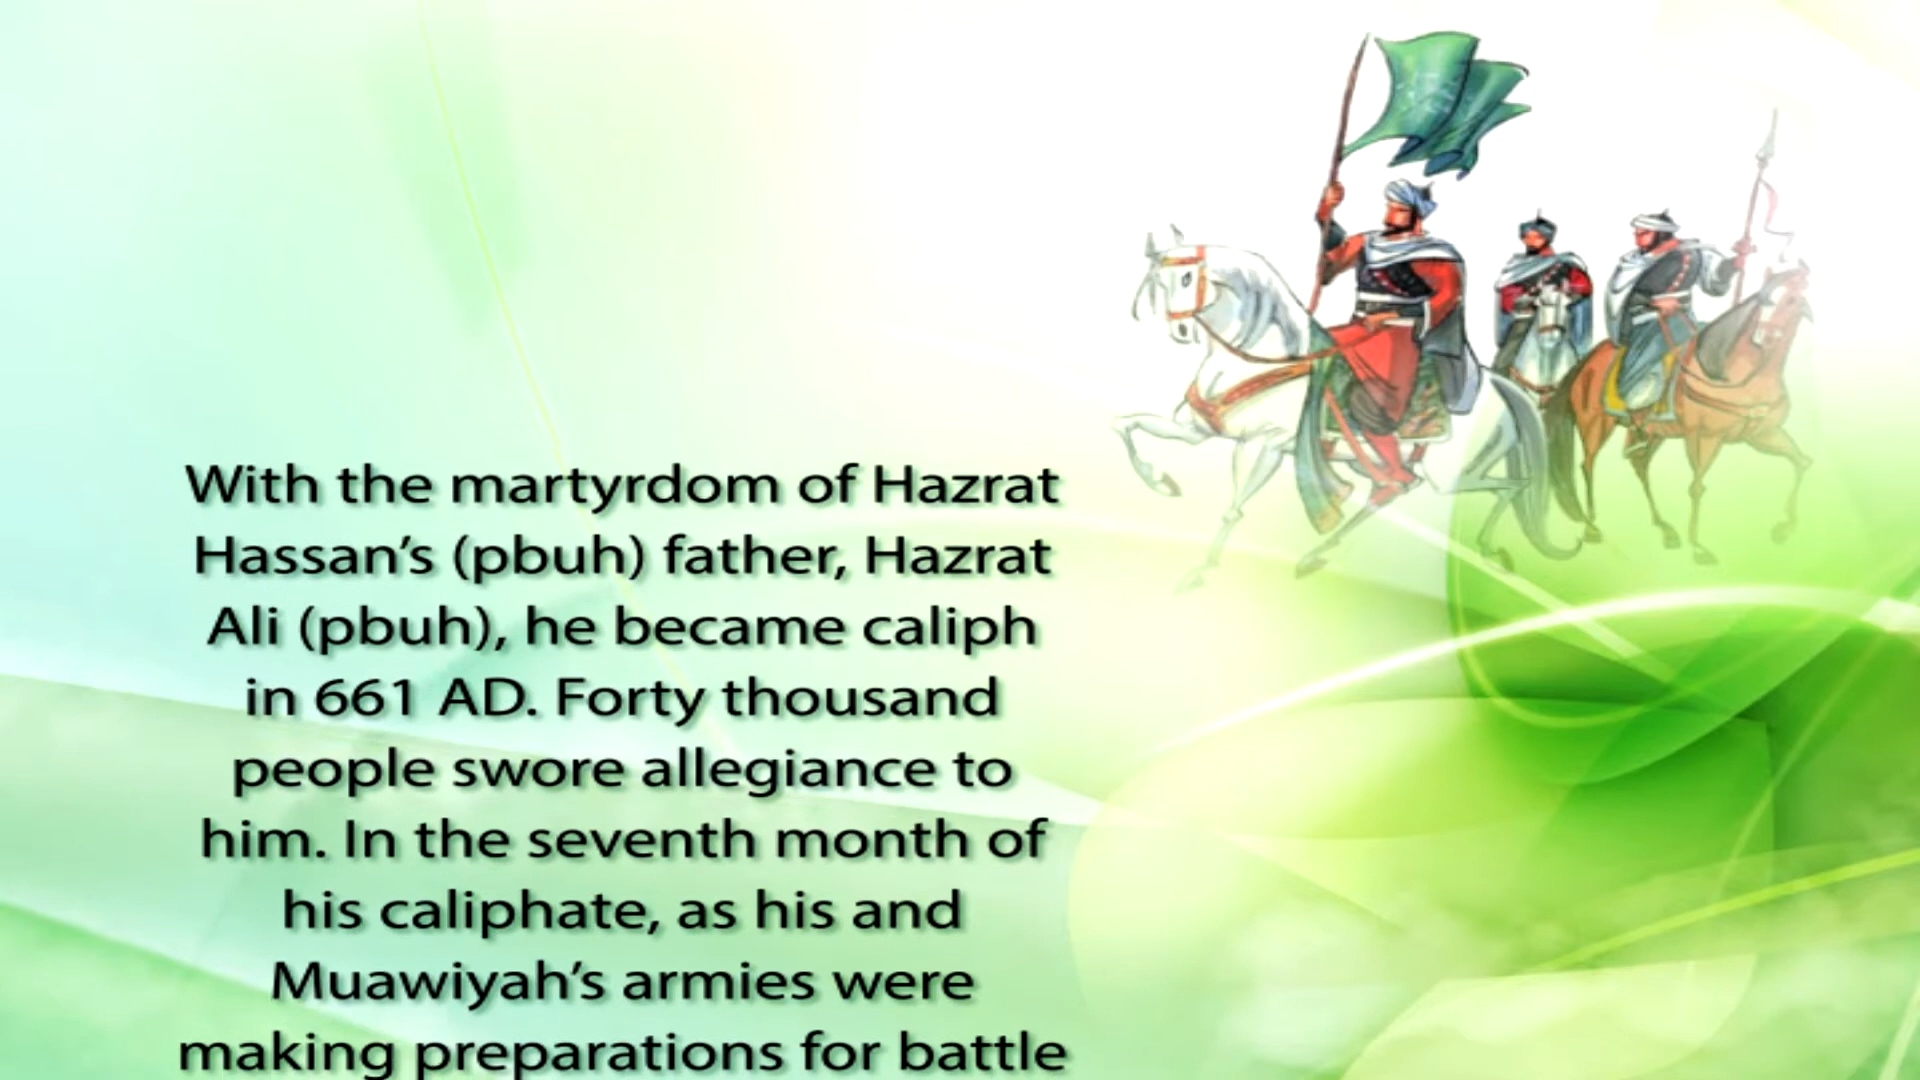 With the martyrdom of Hazrat
Hassan’s (pbuh) father, Hazrat
Ali (pbuh), he became caliph
in 661 AD. Forty thousand
people swore allegiance to
him. In the seventh month of
his caliphate, as his and
Muawiyah’s armies were
making preparations for battle